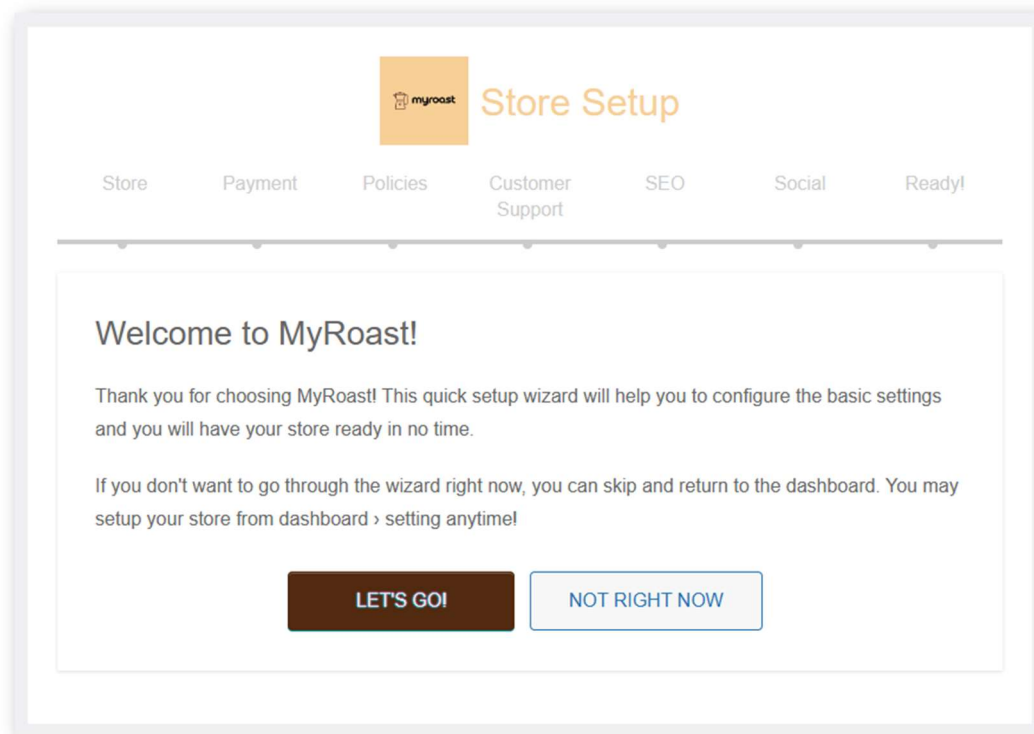 myroast
Store Setup
Store Payment Policies Customer Support SEO Social Ready!
Welcome to MyRoast!
Thank you for choosing MyRoast! This quick setup wizard will help you to configure the basic settings
and you will have your store ready in no time.
If you don't want to go through the wizard right now, you can skip and return to the dashboard. You may
setup your store from dashboard › setting anytime!
LET'S GO! NOT RIGHT NOW